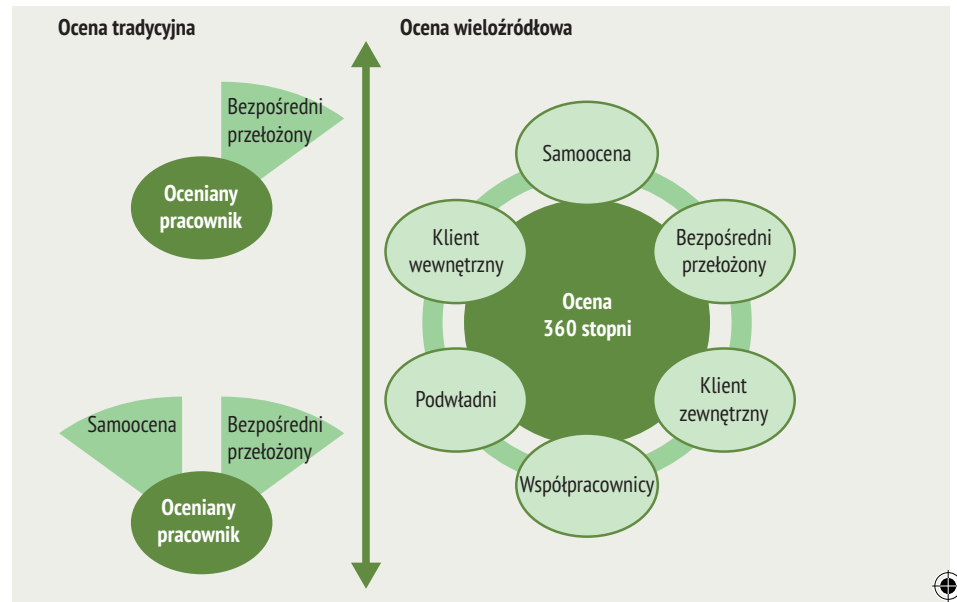 Ocena tradycyjna
Bezpośredni
przełożony
Oceniany
pracownik
Samoocena
Bezpośredni
przełożony
Oceniany
pracownik
Ocena wieloźródłowa
Samoocena
Klient
wewnętrzny
Bezpośredni
przełożony
Ocena
360 stopni
Podwładni
Klient
zewnętrzny
Współpracownicy